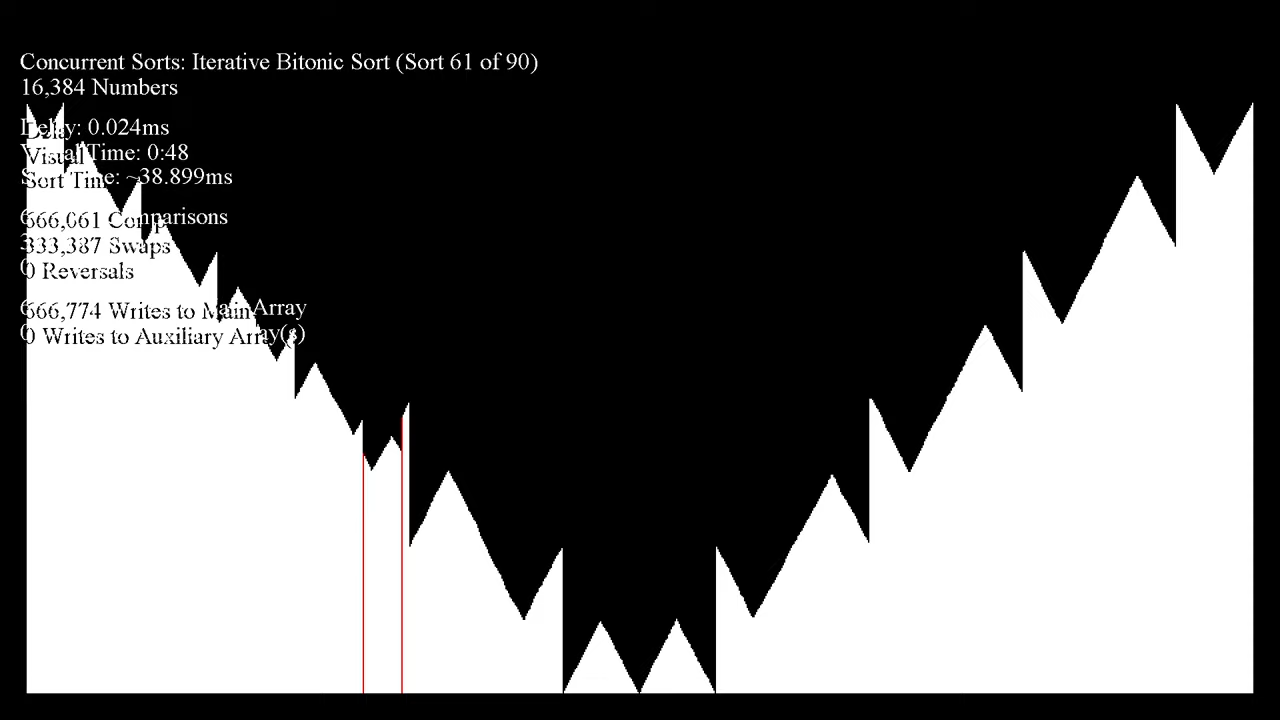 Concurrent Sorts: Iterative Bitonic Sort (Sort 61 of 90)
16,384 Numbers
Delay: 0.024ms
Visual Time: 0:48
Sort Time: ~38.899ms
666,061 Comparisons
333,387 Swaps
0 Reversals
666,774 Writes to Main Array
0 Writes to Auxiliary Array(s)